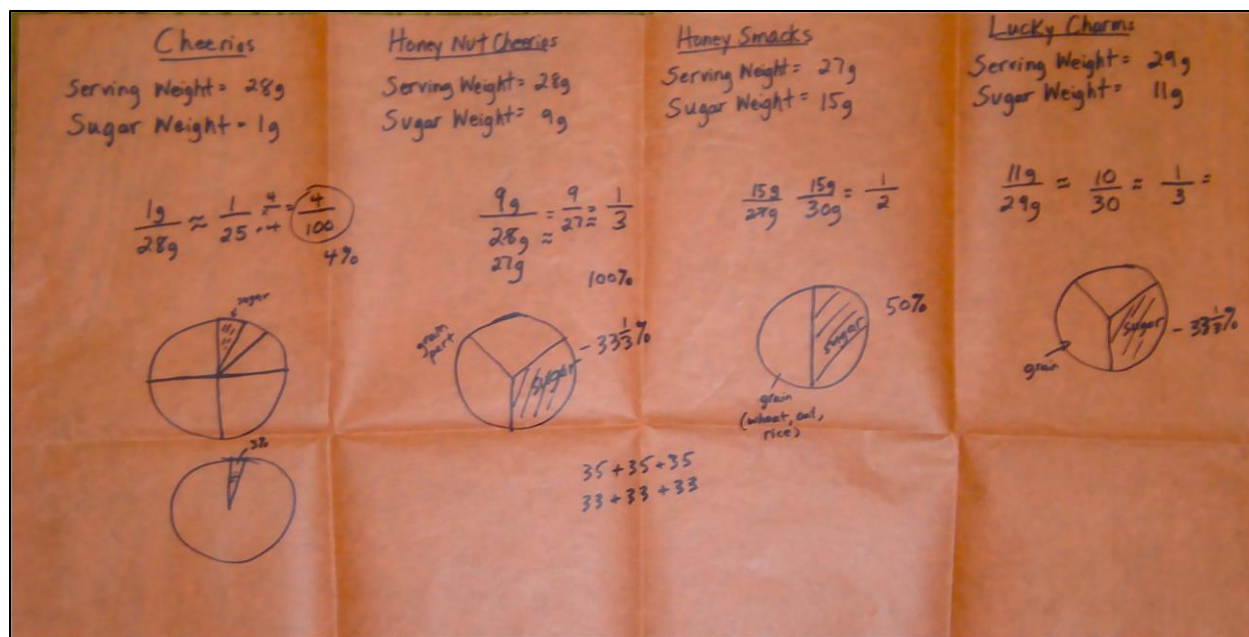 Cheerios
Serving Weight = 28g
Sugar Weight = 1g
1g/28g ≈ 1/25 · 4/4 = 4/100
4%
sugar
Honey Nut Cheerios
Serving Weight = 28g
Sugar Weight = 9g
9g/28g ≈ 9/27 ≈ 1/3
27g
100%
grain part
sugar
- 33 1/3%
Honey Smacks
Serving Weight = 27g
Sugar Weight = 15g
15g/27g 15g/30g = 1/2
50%
sugar
grain
(wheat, oat,
rice)
Lucky Charms
Serving Weight = 29g
Sugar Weight = 11g
11g/29g ≈ 10/30 ≈ 1/3 =
sugar
- 33 1/3%
grain
35 + 35 + 35
33 + 33 + 33